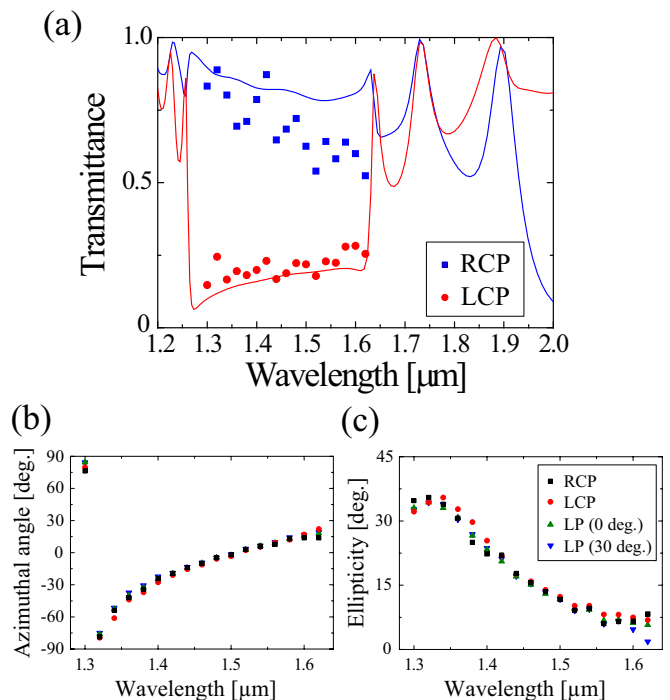 (a)
1.0
0.5
0
Transmittance
RCP
LCP
1.2 1.3 1.4 1.5 1.6 1.7 1.8 1.9 2.0
Wavelength [μm]
(b)
90
60
30
0
-30
-60
-90
Azimuthal angle [deg.]
1.3 1.4 1.5 1.6
Wavelength [μm]
(c)
45
30
15
0
Ellipticity [deg.]
RCP
LCP
LP (0 deg.)
LP (30 deg.)
1.3 1.4 1.5 1.6
Wavelength [μm]